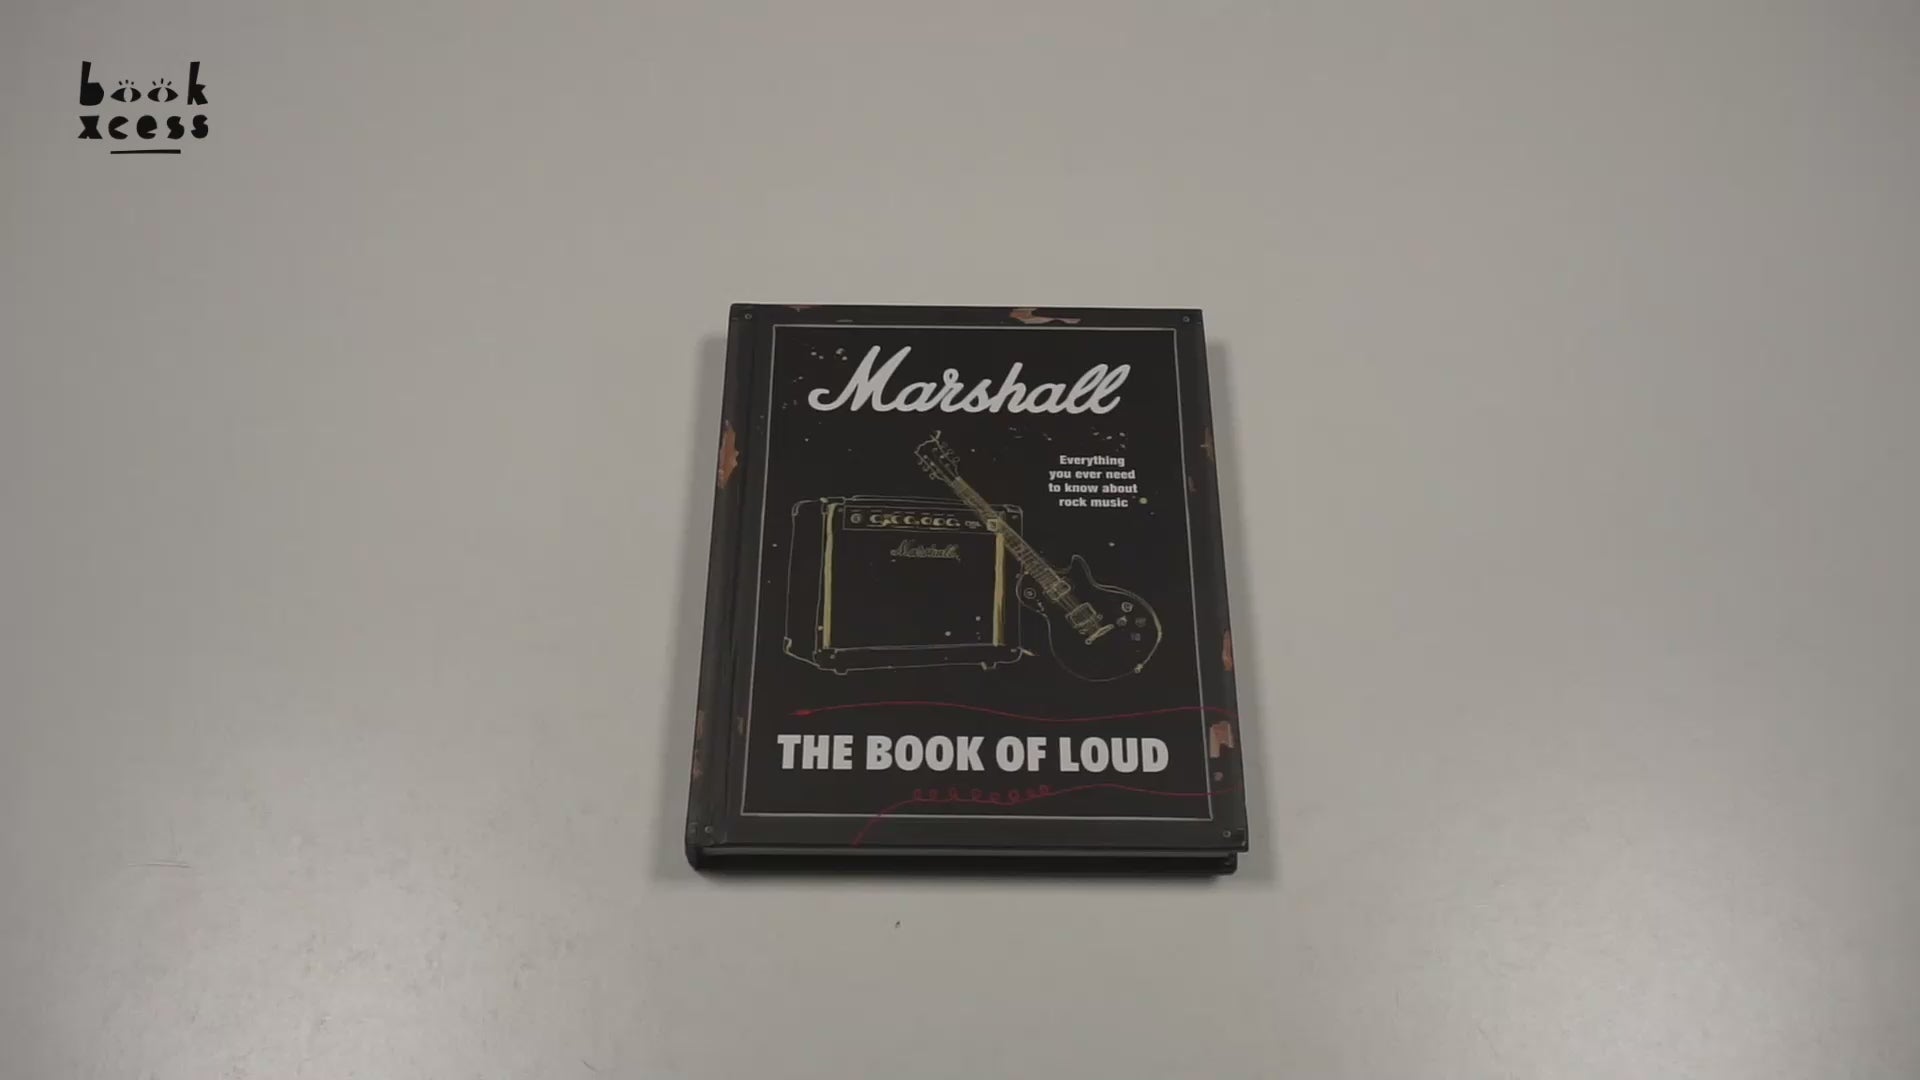 book
xcess
Marshall
Everything
you ever need
to know about
rock music
Marshall
THE BOOK OF LOUD